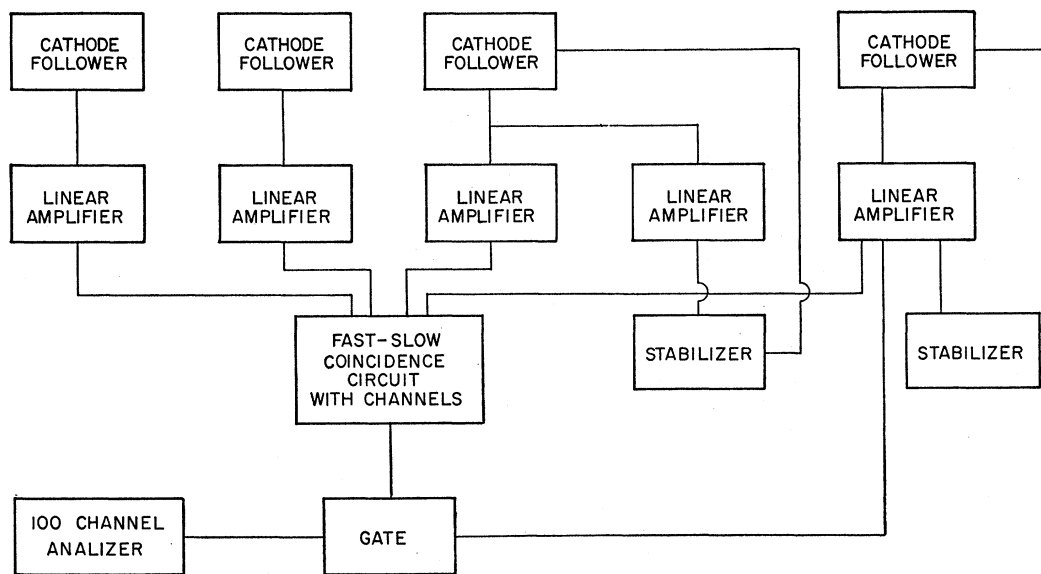 CATHODE
FOLLOWER
CATHODE
FOLLOWER
CATHODE
FOLLOWER
CATHODE
FOLLOWER
LINEAR
AMPLIFIER
LINEAR
AMPLIFIER
LINEAR
AMPLIFIER
LINEAR
AMPLIFIER
LINEAR
AMPLIFIER
FAST-SLOW
COINCIDENCE
CIRCUIT
WITH CHANNELS
STABILIZER
STABILIZER
100 CHANNEL
ANALIZER
GATE